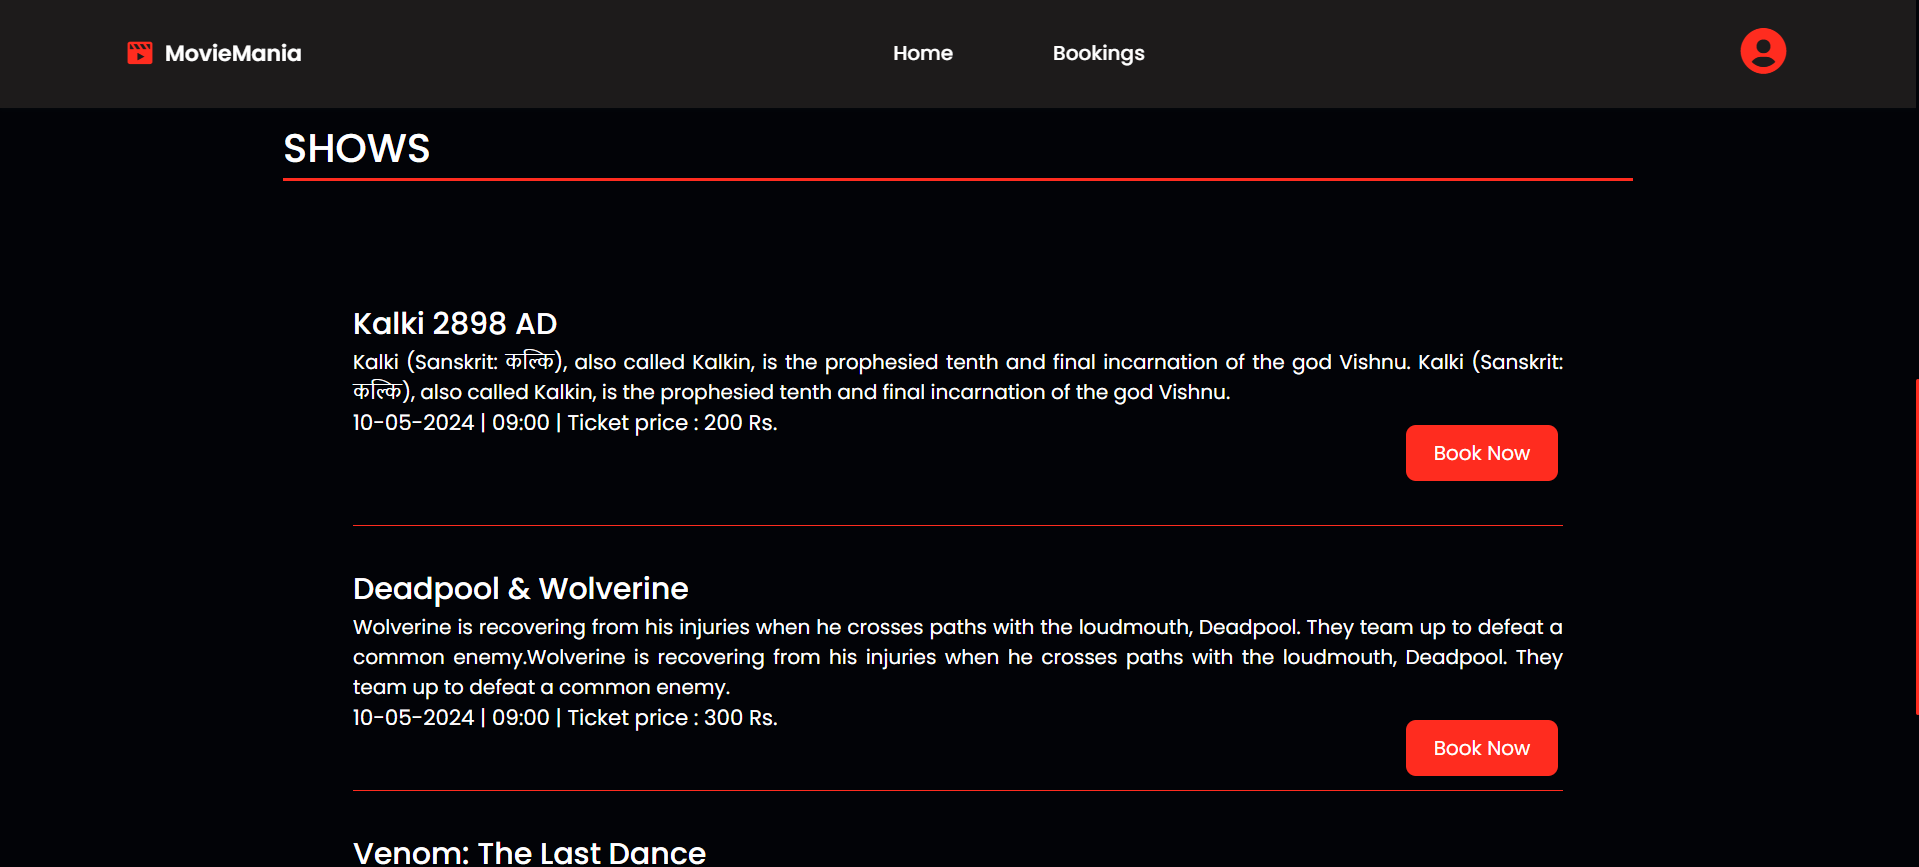 MovieMania
Home
Bookings
SHOWS
Kalki 2898 AD
Kalki (Sanskrit: कल्कि), also called Kalkin, is the prophesied tenth and final incarnation of the god Vishnu. Kalki (Sanskrit:
कल्कि), also called Kalkin, is the prophesied tenth and final incarnation of the god Vishnu.
10-05-2024 | 09:00 | Ticket price : 200 Rs.
Book Now
Deadpool & Wolverine
Wolverine is recovering from his injuries when he crosses paths with the loudmouth, Deadpool. They team up to defeat a
common enemy.Wolverine is recovering from his injuries when he crosses paths with the loudmouth, Deadpool. They
team up to defeat a common enemy.
10-05-2024 | 09:00 | Ticket price : 300 Rs.
Book Now
Venom: The Last Dance